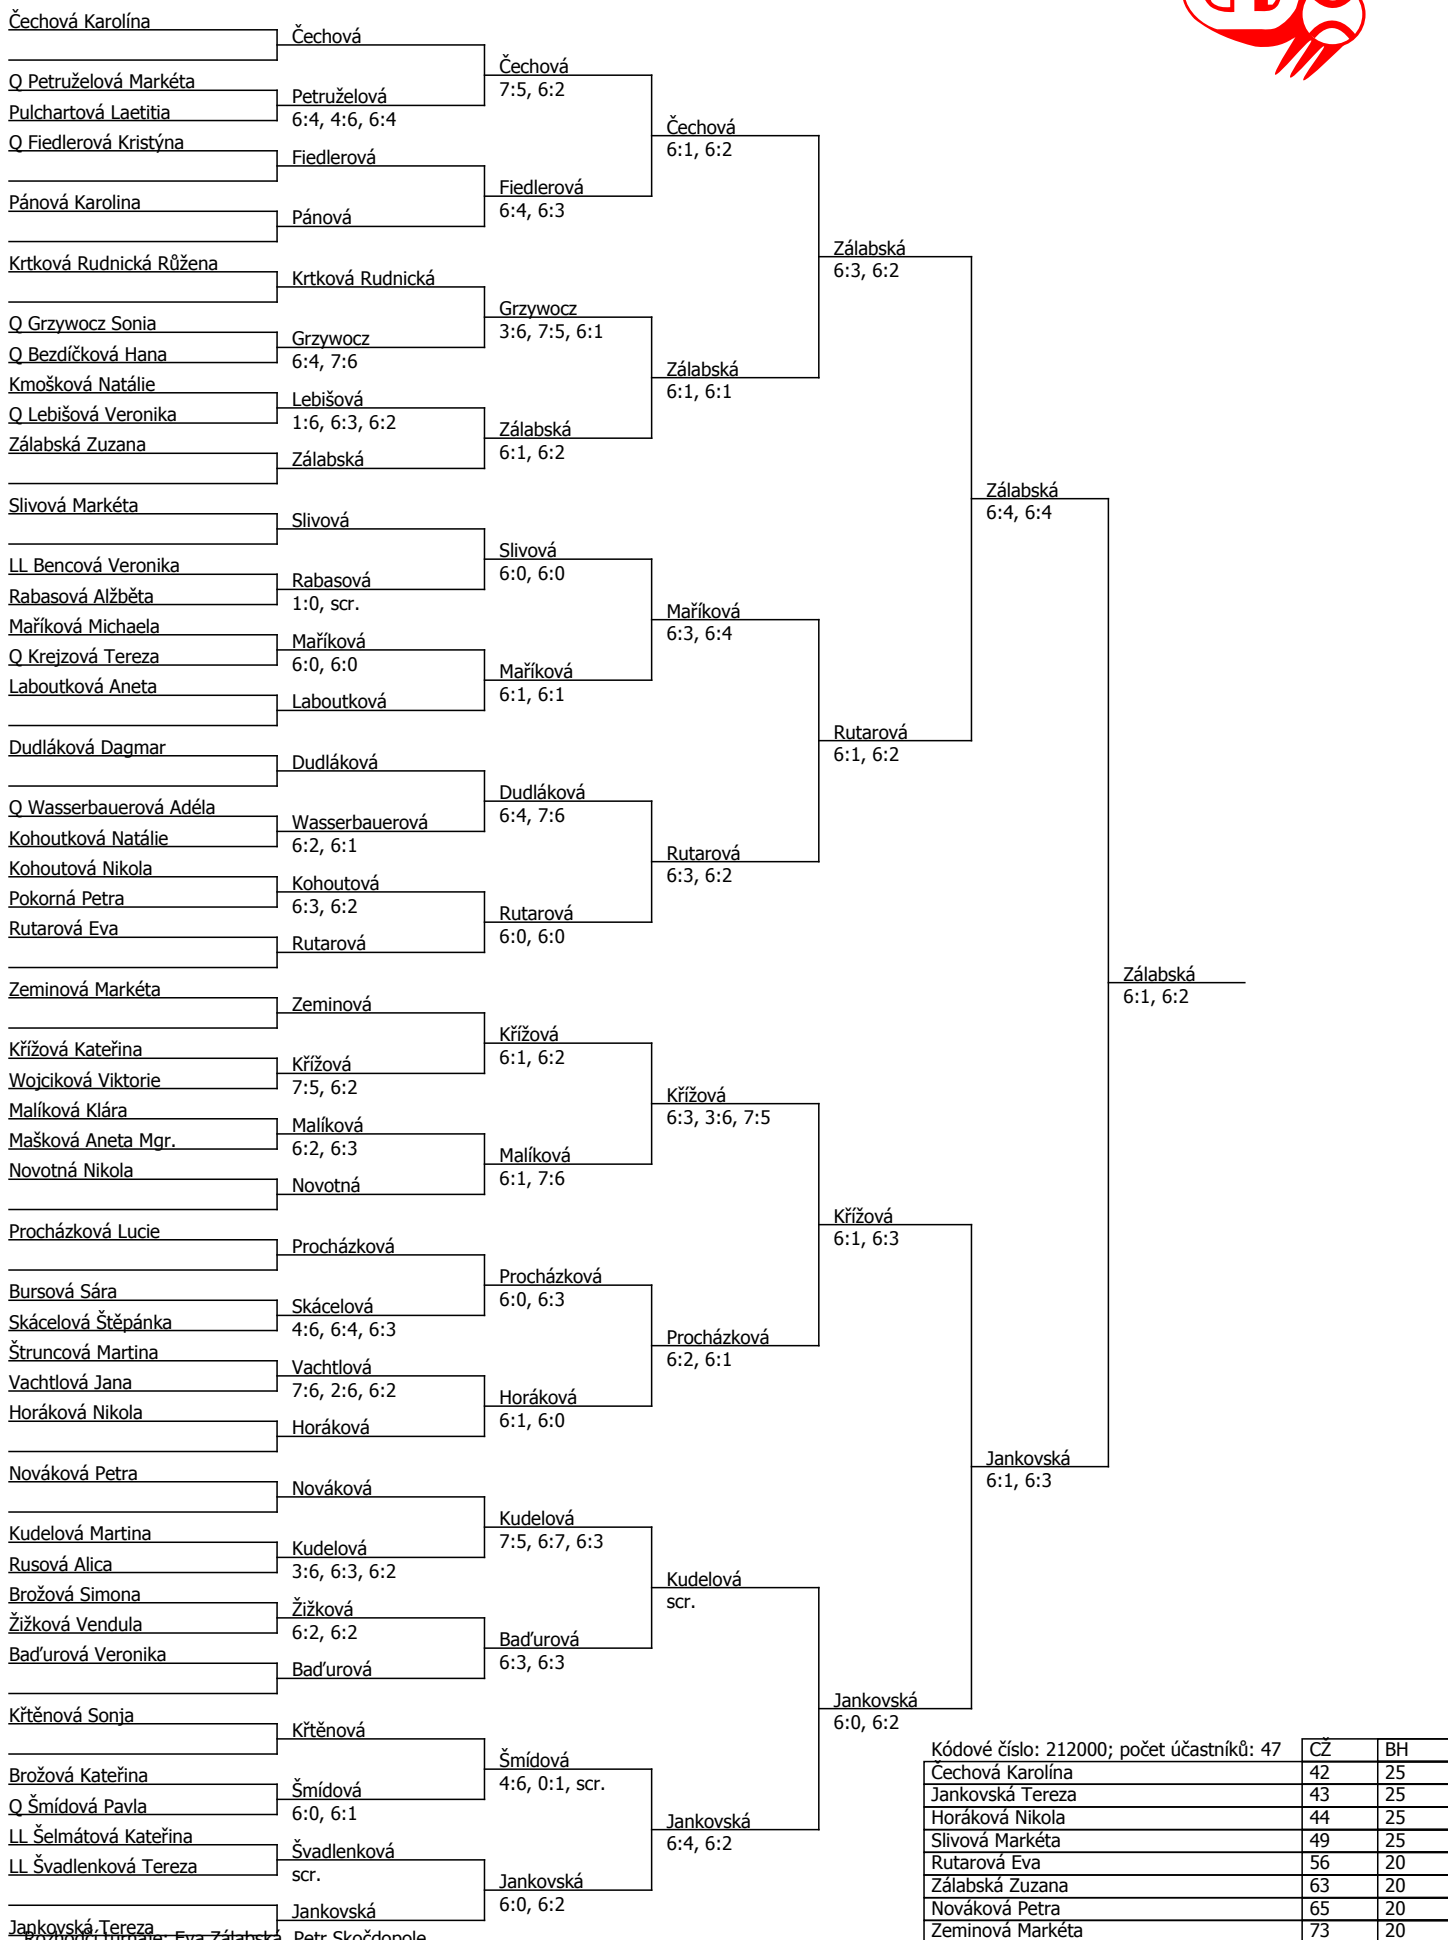 Čechová Karolína
Q Petruželová Markéta
Pulchartová Laetitia
Q Fiedlerová Kristýna
Pánová Karolina
Krtková Rudnická Růžena
Q Grzywocz Sonia
Q Bezdíčková Hana
Kmošková Natálie
Q Lebišová Veronika
Zálabská Zuzana
Slivová Markéta
LL Bencová Veronika
Rabasová Alžběta
Maříková Michaela
Q Krejzová Tereza
Laboutková Aneta
Dudláková Dagmar
Q Wasserbauerová Adéla
Kohoutková Natálie
Kohoutová Nikola
Pokorná Petra
Rutarová Eva
Zeminová Markéta
Křížová Kateřina
Wojciková Viktorie
Malíková Klára
Mašková Aneta Mgr.
Novotná Nikola
Procházková Lucie
Bursová Sára
Skácelová Štěpánka
Štruncová Martina
Vachtlová Jana
Horáková Nikola
Nováková Petra
Kudelová Martina
Rusová Alica
Brožová Simona
Žižková Vendula
Baďurová Veronika
Křtěnová Sonja
Brožová Kateřina
Q Šmídová Pavla
LL Šelmátová Kateřina
LL Švadlenková Tereza
Jankovská Tereza
Rozhodčí turnaje: Eva Zálabská, Petr Skočdopole
Čechová
Petruželová
6:4, 4:6, 6:4
Fiedlerová
Pánová
Krtková Rudnická
Grzywocz
6:4, 7:6
Lebišová
1:6, 6:3, 6:2
Zálabská
Slivová
Rabasová
1:0, scr.
Maříková
6:0, 6:0
Laboutková
Dudláková
Wasserbauerová
6:2, 6:1
Kohoutová
6:3, 6:2
Rutarová
Zeminová
Křížová
7:5, 6:2
Malíková
6:2, 6:3
Novotná
Procházková
Skácelová
4:6, 6:4, 6:3
Vachtlová
7:6, 2:6, 6:2
Horáková
Nováková
Kudelová
3:6, 6:3, 6:2
Žižková
6:2, 6:2
Baďurová
Křtěnová
Šmídová
6:0, 6:1
Švadlenková
scr.
Jankovská
Čechová
7:5, 6:2
Fiedlerová
6:4, 6:3
Grzywocz
3:6, 7:5, 6:1
Zálabská
6:1, 6:2
Slivová
6:0, 6:0
Maříková
6:1, 6:1
Dudláková
6:4, 7:6
Rutarová
6:0, 6:0
Křížová
6:1, 6:2
Malíková
6:1, 7:6
Procházková
6:0, 6:3
Horáková
6:1, 6:0
Kudelová
7:5, 6:7, 6:3
Baďurová
6:3, 6:3
Šmídová
4:6, 0:1, scr.
Jankovská
6:0, 6:2
Čechová
6:1, 6:2
Zálabská
6:1, 6:1
Maříková
6:3, 6:4
Rutarová
6:3, 6:2
Křížová
6:3, 3:6, 7:5
Procházková
6:2, 6:1
Kudelová
scr.
Jankovská
6:4, 6:2
Zálabská
6:3, 6:2
Rutarová
6:1, 6:2
Křížová
6:1, 6:3
Jankovská
6:0, 6:2
Zálabská
6:4, 6:4
Jankovská
6:1, 6:3
Zálabská
6:1, 6:2
Kódové číslo: 212000; počet účastníků: 47 CŽ BH
Čechová Karolína 42 25
Jankovská Tereza 43 25
Horáková Nikola 44 25
Slivová Markéta 49 25
Rutarová Eva 56 20
Zálabská Zuzana 63 20
Nováková Petra 65 20
Zeminová Markéta 73 20